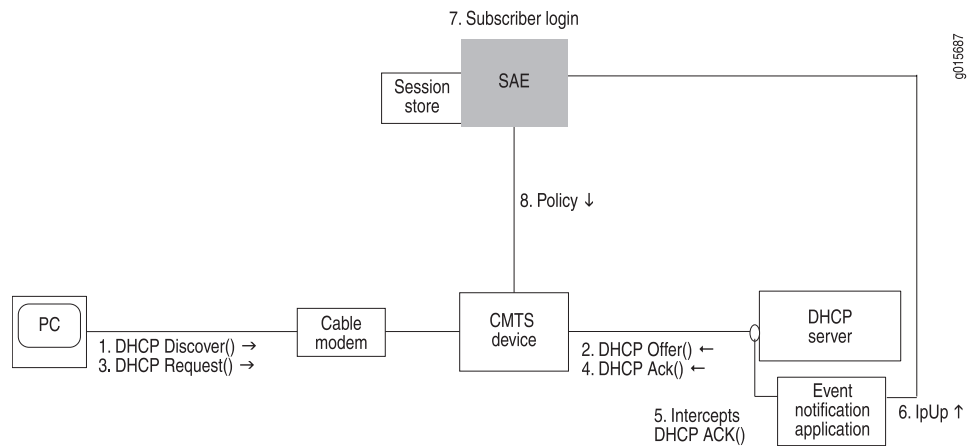 7. Subscriber login
g015687
Session
store
SAE
8. Policy ↓
PC
1. DHCP Discover() →
3. DHCP Request() →
Cable
modem
CMTS
device
2. DHCP Offer() ←
4. DHCP Ack() ←
DHCP
server
5. Intercepts
DHCP ACK()
Event
notification
application
6. IpUp ↑